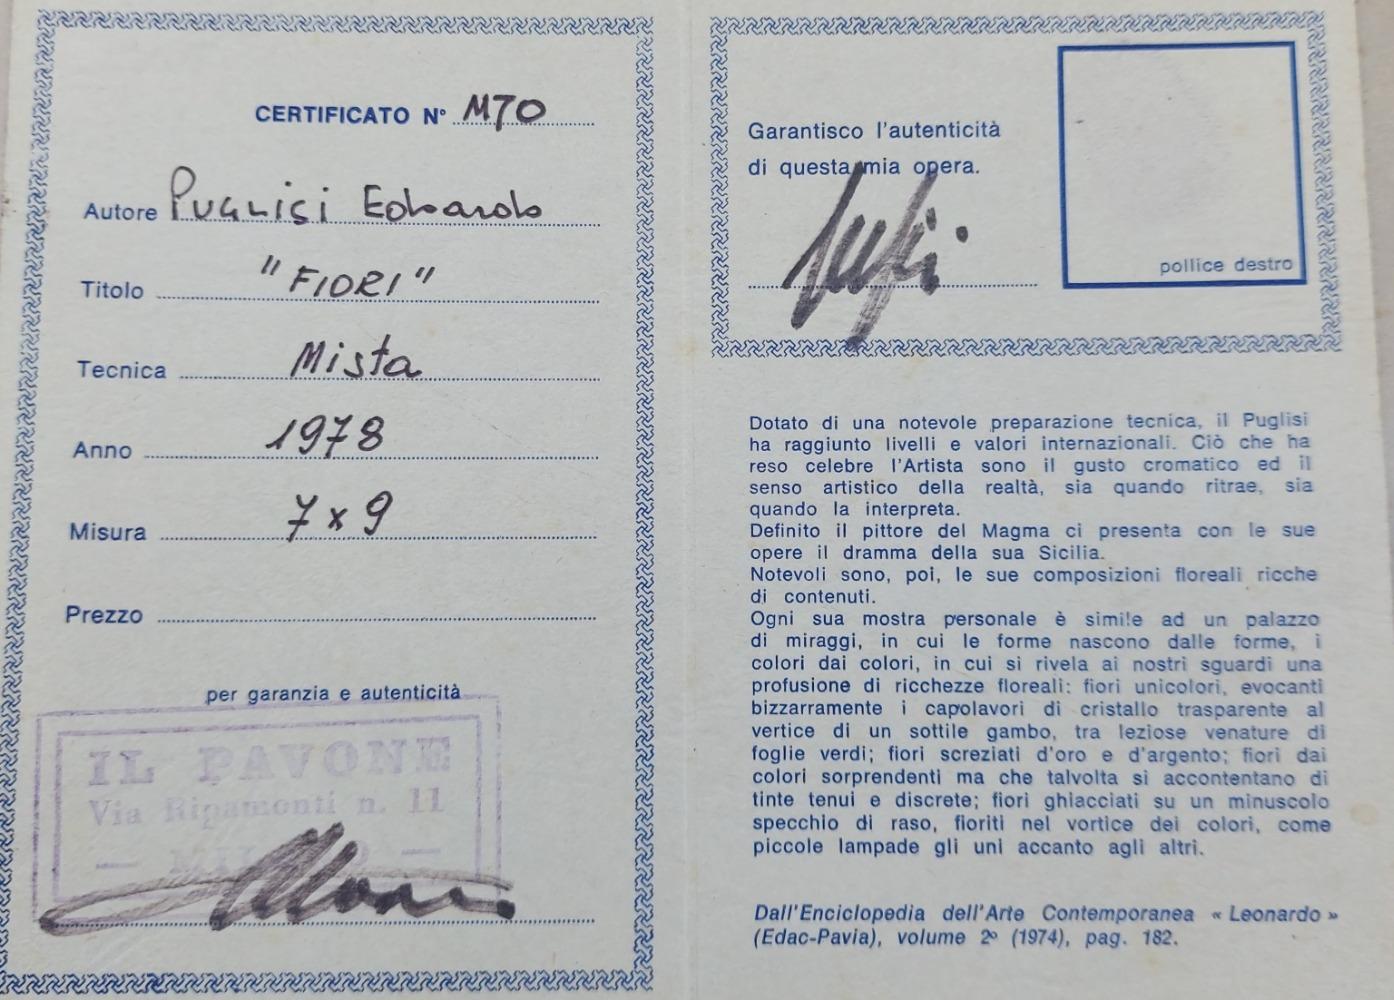 CERTIFICATO N° M70
Autore Puglisi Edoardo
Titolo "FIORI"
Tecnica Mista
Anno 1978
Misura 7x9
Prezzo
per garanzia e autenticità
IL PAVONE
Via Ripamonti n. 11
Garantisco l'autenticità
di questa mia opera.
pollice destro
Dotato di una notevole preparazione tecnica, il Puglisi
ha raggiunto livelli e valori internazionali. Ciò che ha
reso celebre l'Artista sono il gusto cromatico ed il
senso artistico della realtà, sia quando ritrae, sia
quando la interpreta.
Definito il pittore del Magma ci presenta con le sue
opere il dramma della sua Sicilia.
Notevoli sono, poi, le sue composizioni floreali ricche
di contenuti.
Ogni sua mostra personale è simile ad un palazzo
di miraggi, in cui le forme nascono dalle forme, i
colori dai colori, in cui si rivela ai nostri sguardi una
profusione di ricchezze floreali: fiori unicolori, evocanti
bizzarramente i capolavori di cristallo trasparente al
vertice di un sottile gambo, tra leziose venature di
foglie verdi; fiori screziati d'oro e d'argento; fiori dai
colori sorprendenti ma che talvolta si accontentano di
tinte tenui e discrete; fiori ghiacciati su un minuscolo
specchio di raso, fioriti nel vortice dei colori, come
piccole lampade gli uni accanto agli altri.
Dall'Enciclopedia dell'Arte Contemporanea « Leonardo »
(Edac-Pavia), volume 2° (1974), pag. 182.